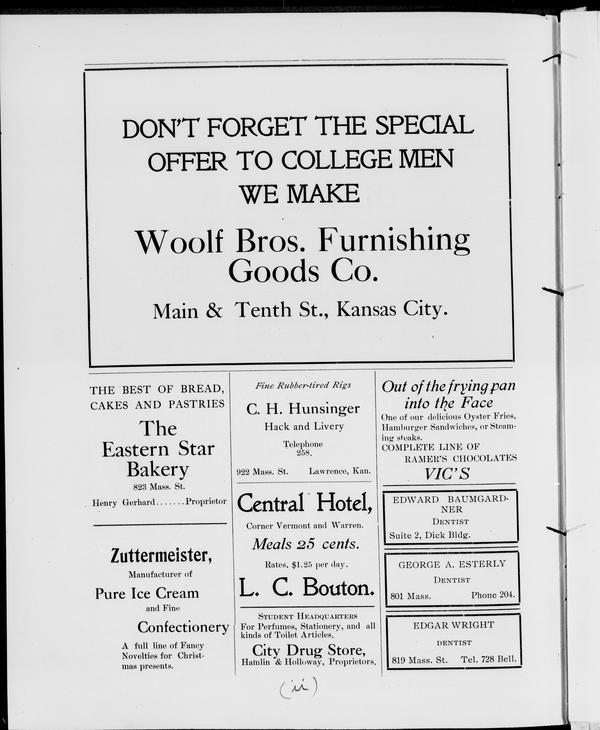 DON'T FORGET THE SPECIAL
OFFER TO COLLEGE MEN
WE MAKE
Woolf Bros. Furnishing
Goods Co.
Main & Tenth St., Kansas City.
THE BEST OF BREAD,
CAKES AND PASTRIES
The
Eastern Star
Bakery
823 Mass. St.
Henry Gerhard.......Proprietor
Zuttermeister,
Manufacturer of
Pure Ice Cream
and Fine
Confectionery
A full line of Fancy
Novelties for Christ-
mas presents.
Fine Rubber-tired Rigs
C. H. Hunsinger
Hack and Livery
Telephone
258.
922 Mass. St. Lawrence, Kan.
Central Hotel,
Corner Vermont and Warren.
Meals 25 cents.
Rates, $1.25 per day.
L. C. Bouton.
STUDENT HEADQUARTERS
For Perfumes, Stationery, and all
kinds of Toilet Articles,
City Drug Store,
Hamlin & Holloway, Proprietors,
Out of the frying pan
into the Face
One of our delicious Oyster Fries,
Hamburger Sandwiches, or Steam-
ing steaks.
COMPLETE LINE OF
RAMER'S CHOCOLATES
VIC'S
EDWARD BAUMGARD-
NER
DENTIST
Suite 2, Dick Bldg.
GEORGE A. ESTERLY
DENTIST
801 Mass. Phone 204.
EDGAR WRIGHT
DENTIST
819 Mass. St. Tel. 728 Bell.
(ii)